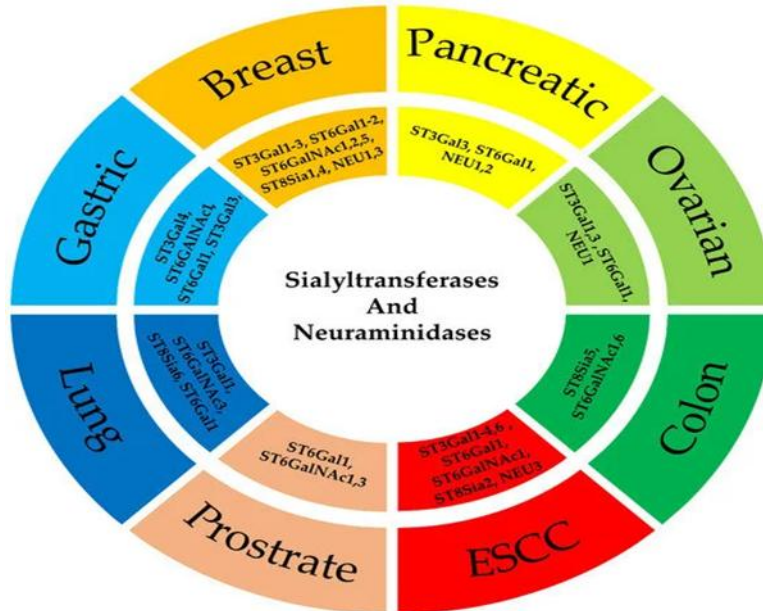 Breast
ST3Gal1-3, ST6Gal1-2,
ST6GalNAc1,2,5,
ST8Sia1,4, NEU1,3
Pancreatic
ST3Gal3, ST6Gal1,
NEU1,2
Ovarian
ST3Gal1,3, ST6Gal1,
NEU1
Colon
ST8Sia5,
ST6GalNAc1,6
ESCC
ST3Gal1-4,6 ,
ST6Gal1,
ST6GalNAc1,
ST8Sia2, NEU3
Prostrate
ST6Gal1,
ST6GalNAc1,3
Lung
ST3Gal1,
ST6GalNAc3,
ST8Sia6, ST6Gal1
Gastric
ST3Gal4,
ST6GAlNAc1,
ST6Gal1, ST3Gal3,
Sialyltransferases
And
Neuraminidases